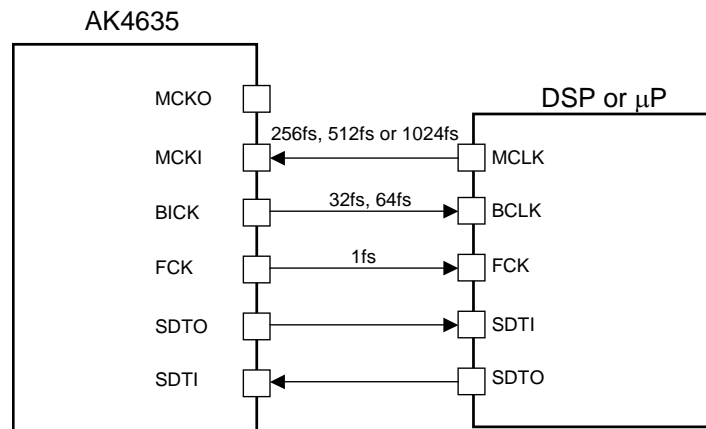 AK4635
DSP or μP
MCKO
256fs, 512fs or 1024fs
MCKI
MCLK
32fs, 64fs
BICK
BCLK
1fs
FCK
FCK
SDTO
SDTI
SDTI
SDTO